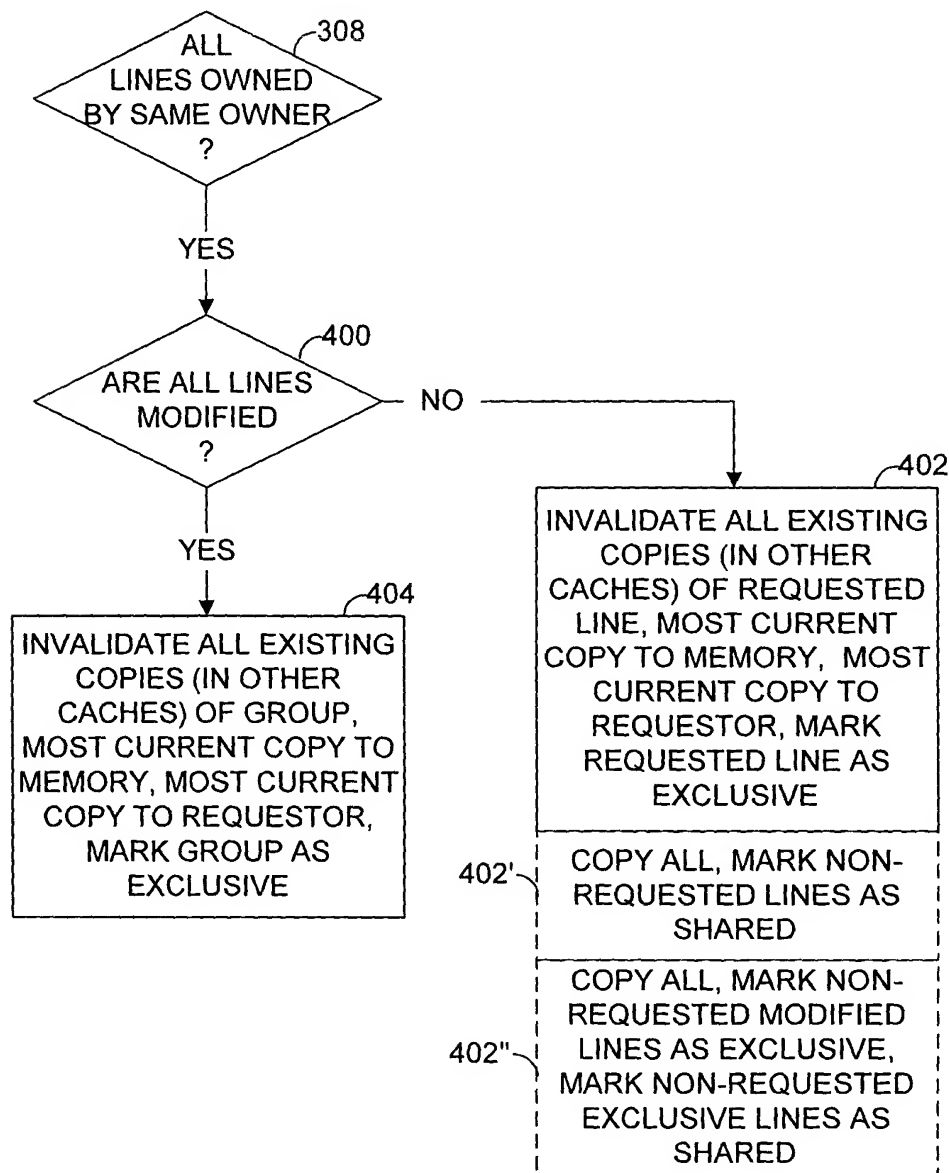 308
ALL
LINES OWNED
BY SAME OWNER
?
YES
400
ARE ALL LINES
MODIFIED
?
NO
YES
402
INVALIDATE ALL EXISTING
COPIES (IN OTHER
CACHES) OF REQUESTED
LINE, MOST CURRENT
COPY TO MEMORY, MOST
CURRENT COPY TO
REQUESTOR, MARK
REQUESTED LINE AS
EXCLUSIVE
404
INVALIDATE ALL EXISTING
COPIES (IN OTHER
CACHES) OF GROUP,
MOST CURRENT COPY TO
MEMORY, MOST CURRENT
COPY TO REQUESTOR,
MARK GROUP AS
EXCLUSIVE
402'
COPY ALL, MARK NON-
REQUESTED LINES AS
SHARED
402"
COPY ALL, MARK NON-
REQUESTED MODIFIED
LINES AS EXCLUSIVE,
MARK NON-REQUESTED
EXCLUSIVE LINES AS
SHARED